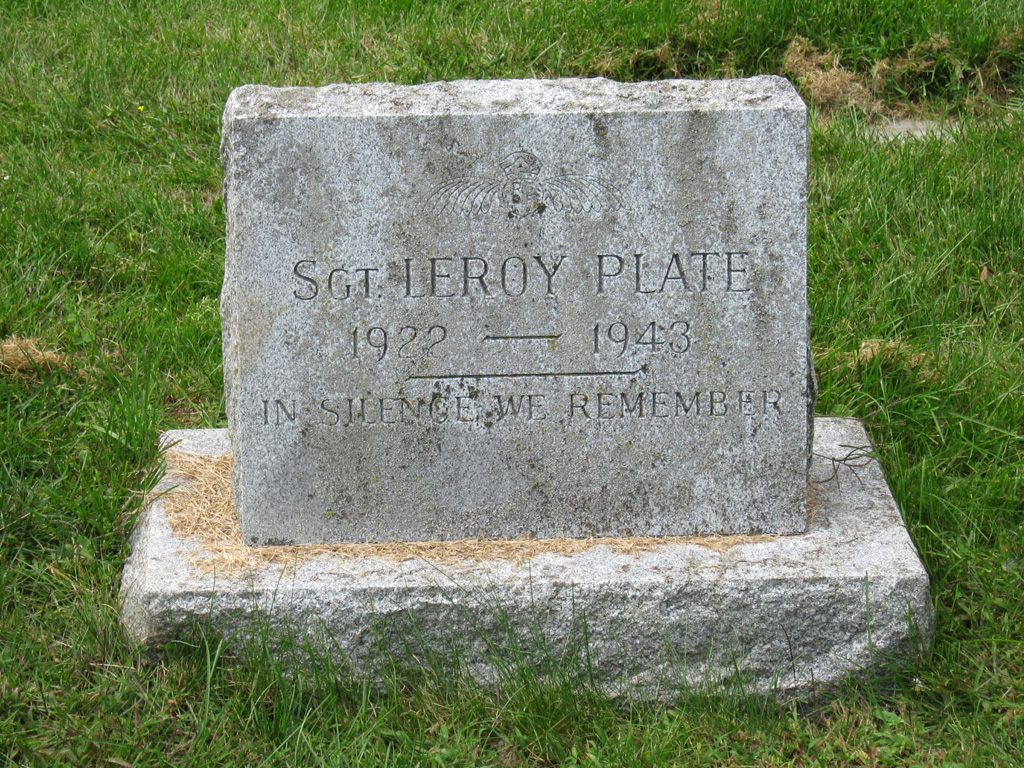 SGT. LEROY PLATE
1922 — 1943
IN SILENCE WE REMEMBER